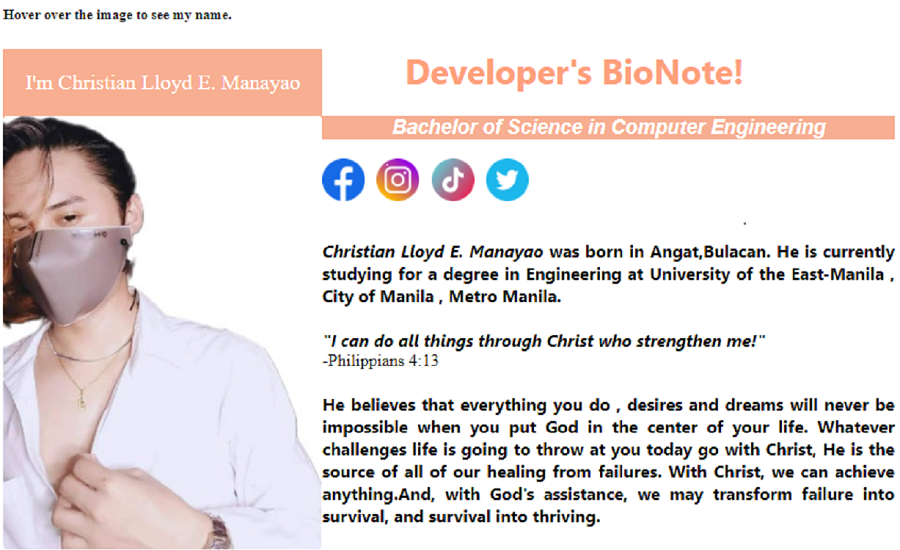 Hover over the image to see my name.
I'm Christian Lloyd E. Manayao
Developer's BioNote!
Bachelor of Science in Computer Engineering
.
Christian Lloyd E. Manayao was born in Angat,Bulacan. He is currently
studying for a degree in Engineering at University of the East-Manila ,
City of Manila , Metro Manila.
"I can do all things through Christ who strengthen me!"
-Philippians 4:13
He believes that everything you do , desires and dreams will never be
impossible when you put God in the center of your life. Whatever
challenges life is going to throw at you today go with Christ, He is the
source of all of our healing from failures. With Christ, we can achieve
anything.And, with God's assistance, we may transform failure into
survival, and survival into thriving.